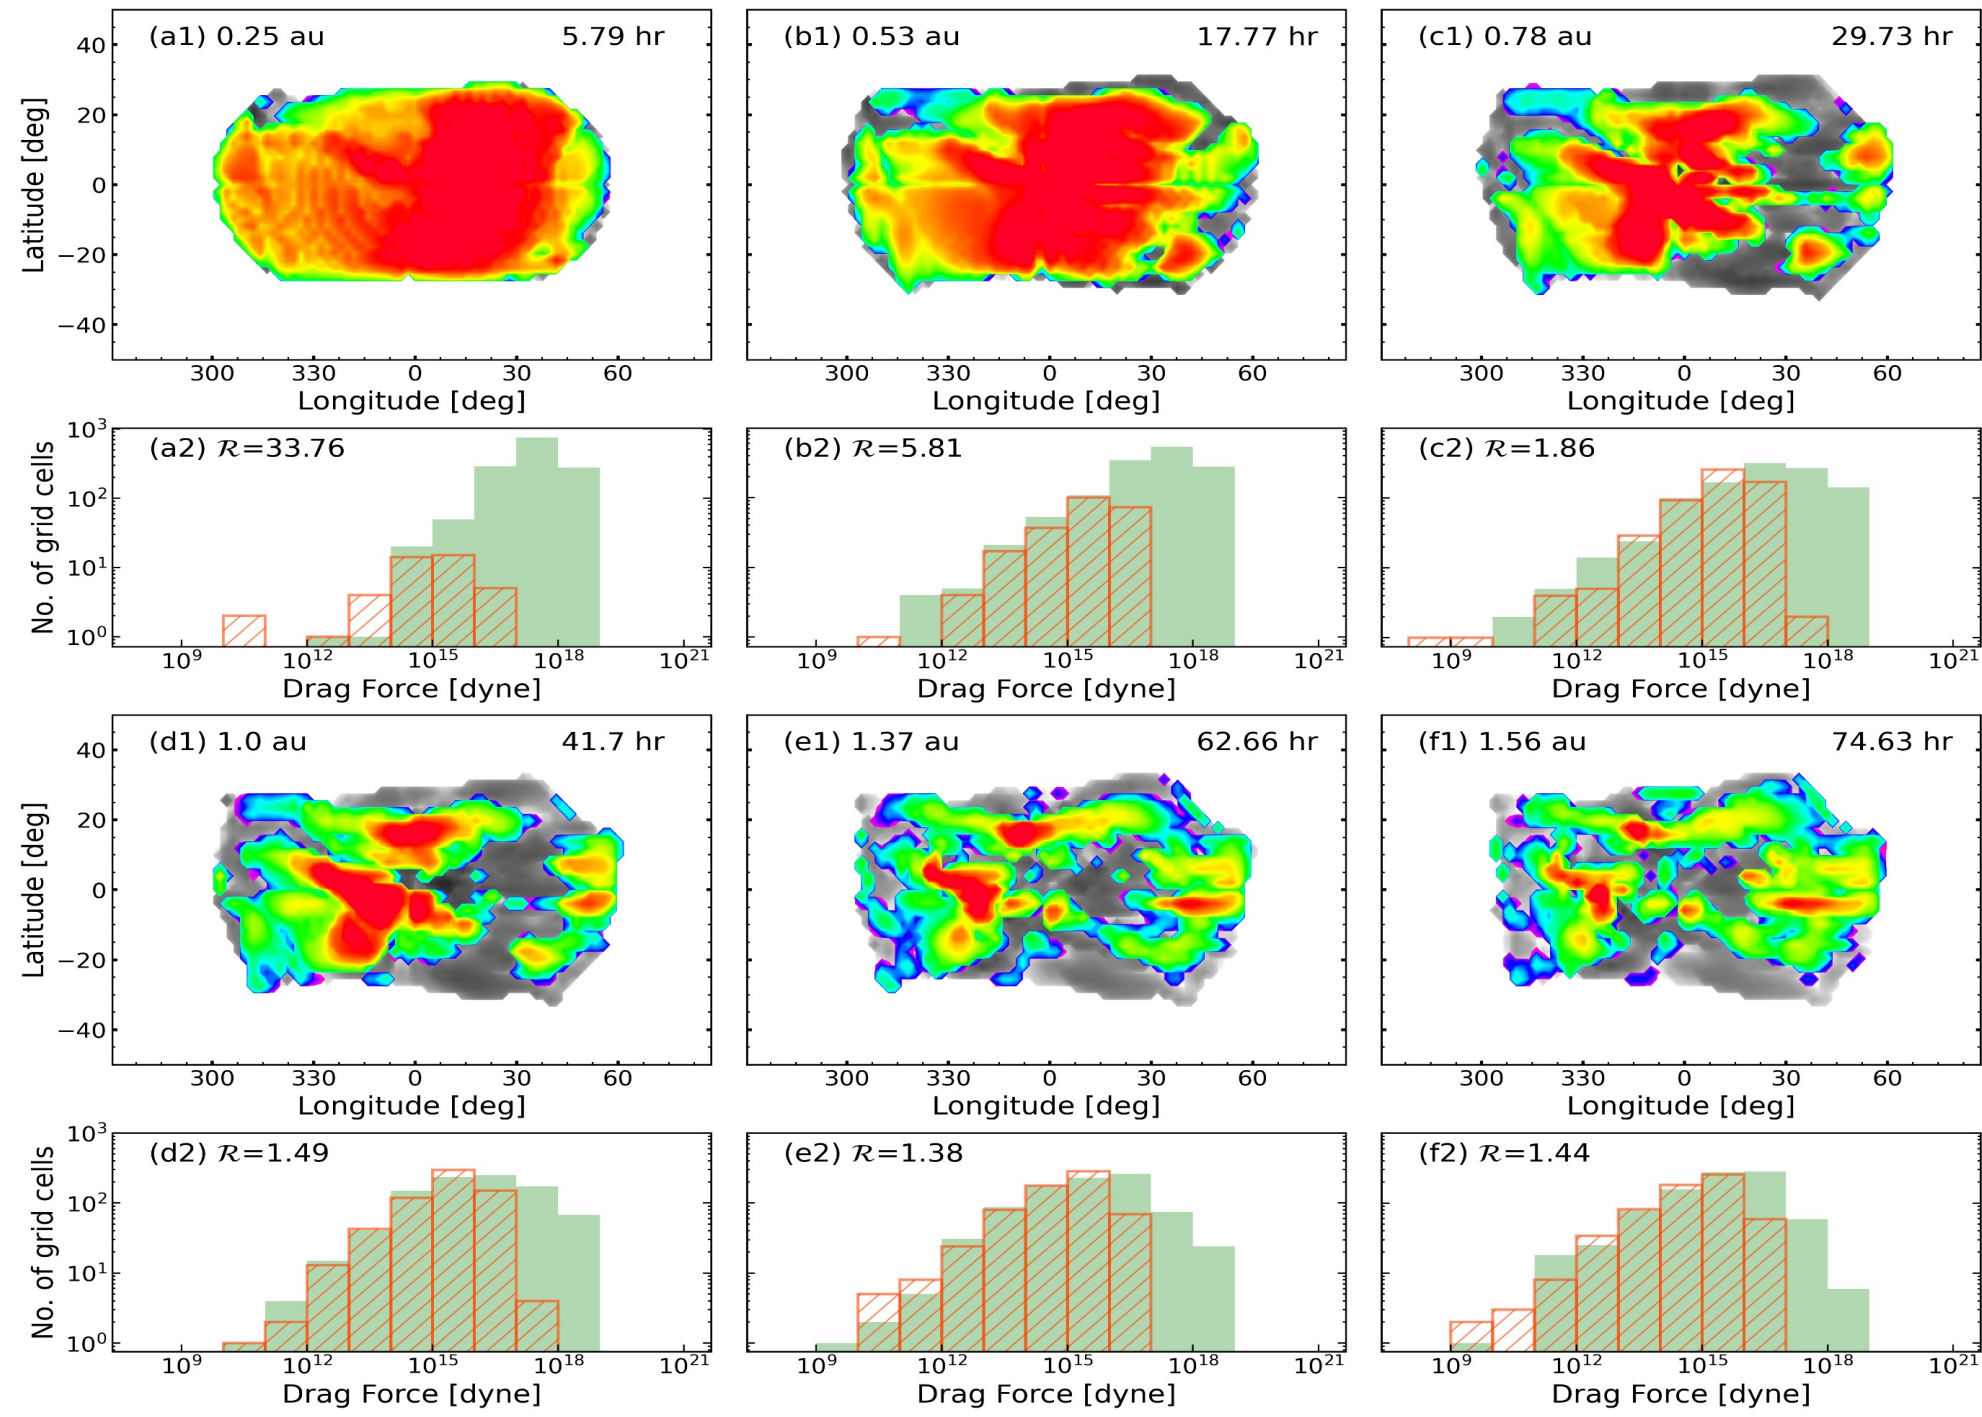 (a1) 0.25 au 5.79 hr
(b1) 0.53 au 17.77 hr
(c1) 0.78 au 29.73 hr
Latitude [deg]
40
20
0
−20
−40
300 330 0 30 60
300 330 0 30 60
300 330 0 30 60
Longitude [deg]
Longitude [deg]
Longitude [deg]
(a2) ℛ=33.76
(b2) ℛ=5.81
(c2) ℛ=1.86
No. of grid cells
10³
10²
10¹
10⁰
10⁹ 10¹² 10¹⁵ 10¹⁸ 10²¹
10⁹ 10¹² 10¹⁵ 10¹⁸ 10²¹
10⁹ 10¹² 10¹⁵ 10¹⁸ 10²¹
Drag Force [dyne]
Drag Force [dyne]
Drag Force [dyne]
(d1) 1.0 au 41.7 hr
(e1) 1.37 au 62.66 hr
(f1) 1.56 au 74.63 hr
Latitude [deg]
40
20
0
−20
−40
300 330 0 30 60
300 330 0 30 60
300 330 0 30 60
Longitude [deg]
Longitude [deg]
Longitude [deg]
(d2) ℛ=1.49
(e2) ℛ=1.38
(f2) ℛ=1.44
No. of grid cells
10³
10²
10¹
10⁰
10⁹ 10¹² 10¹⁵ 10¹⁸ 10²¹
10⁹ 10¹² 10¹⁵ 10¹⁸ 10²¹
10⁹ 10¹² 10¹⁵ 10¹⁸ 10²¹
Drag Force [dyne]
Drag Force [dyne]
Drag Force [dyne]